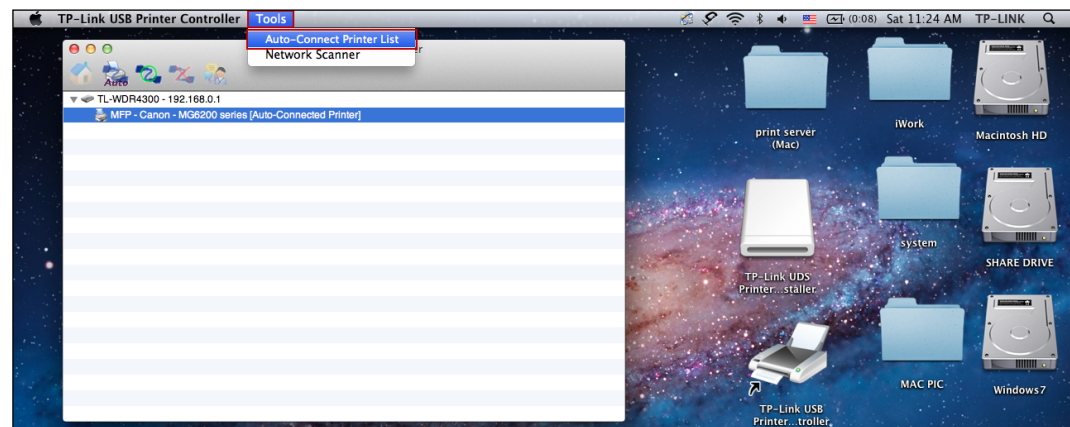 TP-Link USB Printer Controller Tools (0:08) Sat 11:24 AM TP-LINK
Auto-Connect Printer List
Network Scanner
Auto
TL-WDR4300 - 192.168.0.1
MFP - Canon - MG6200 series [Auto-Connected Printer]
print server
(Mac)
iWork
Macintosh HD
TP-Link UDS
Printer...staller
system
SHARE DRIVE
TP-Link USB
Printer...troller
MAC PIC
Windows7